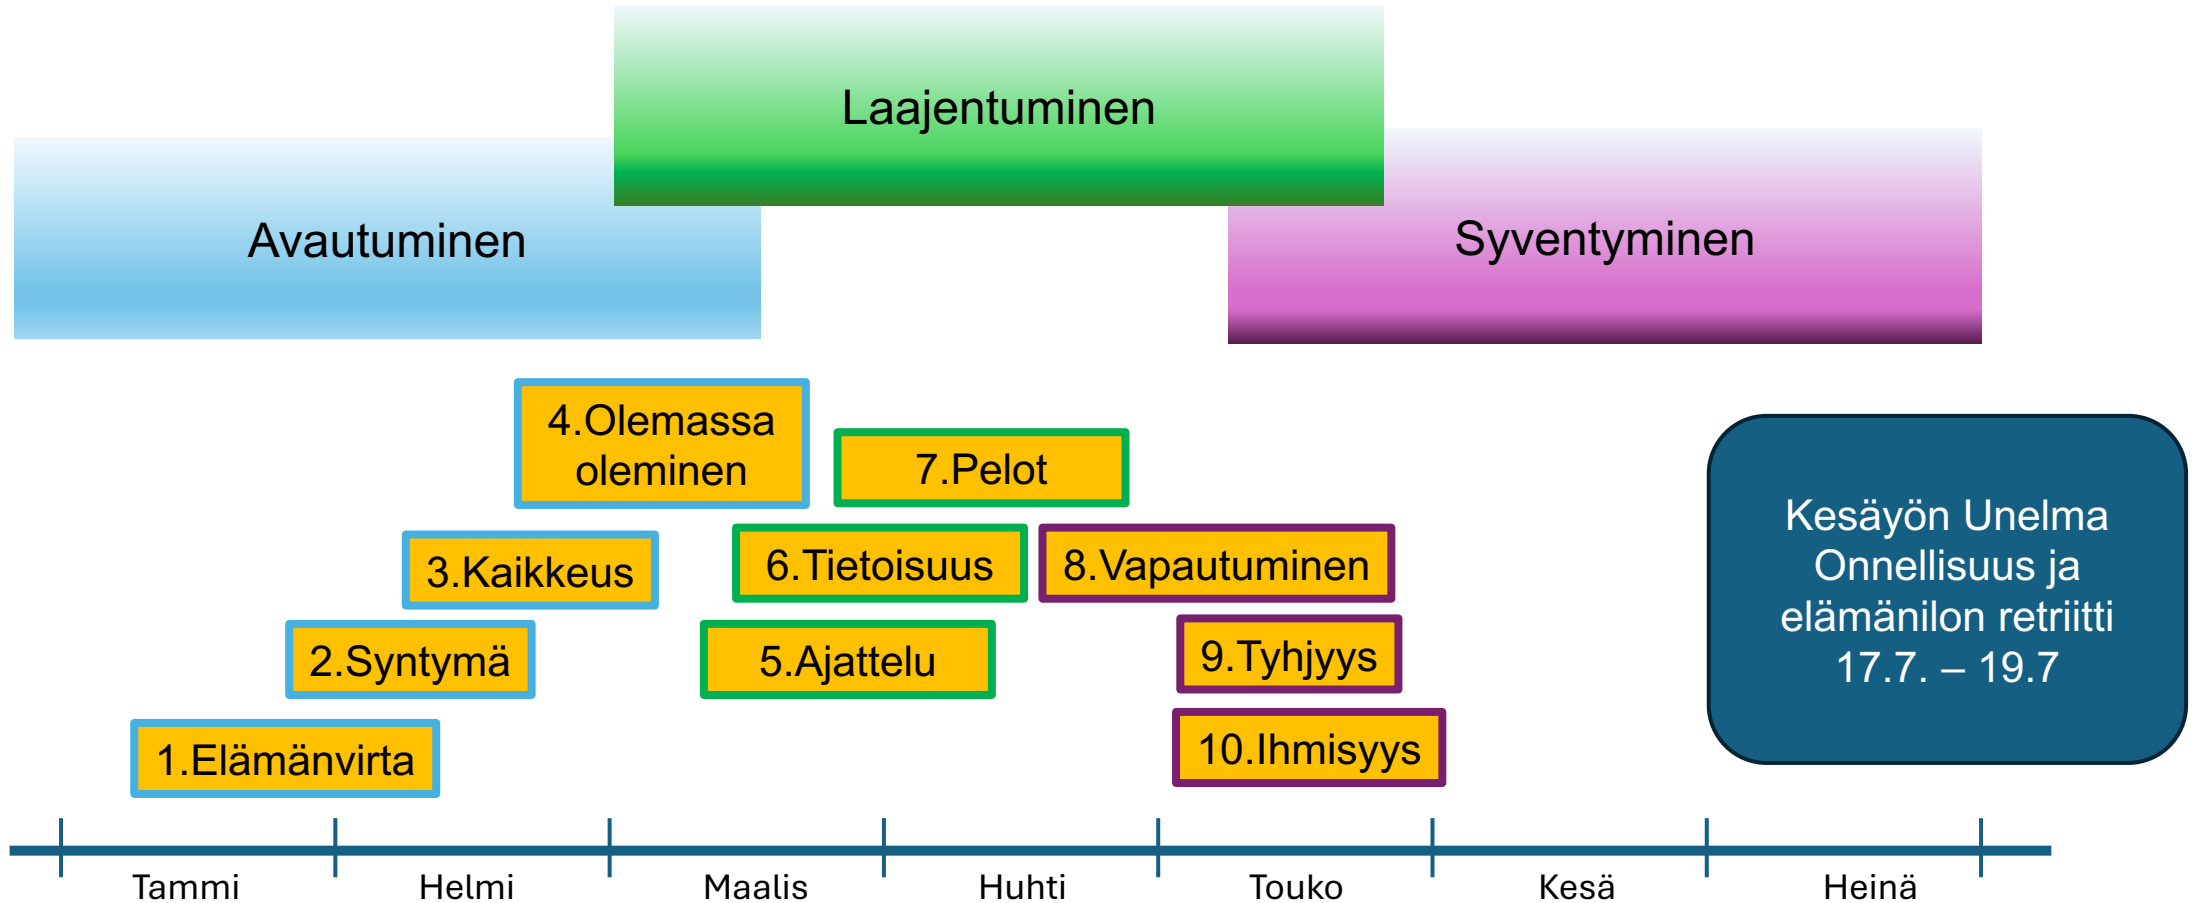 Laajentuminen
Avautuminen
Syventyminen
4.Olemassa
oleminen
7.Pelot
3.Kaikkeus
6.Tietoisuus
8.Vapautuminen
2.Syntymä
5.Ajattelu
9.Tyhjyys
1.Elämänvirta
10.Ihmisyys
Kesäyön Unelma
Onnellisuus ja
elämänilon retriitti
17.7. – 19.7
Tammi
Helmi
Maalis
Huhti
Touko
Kesä
Heinä